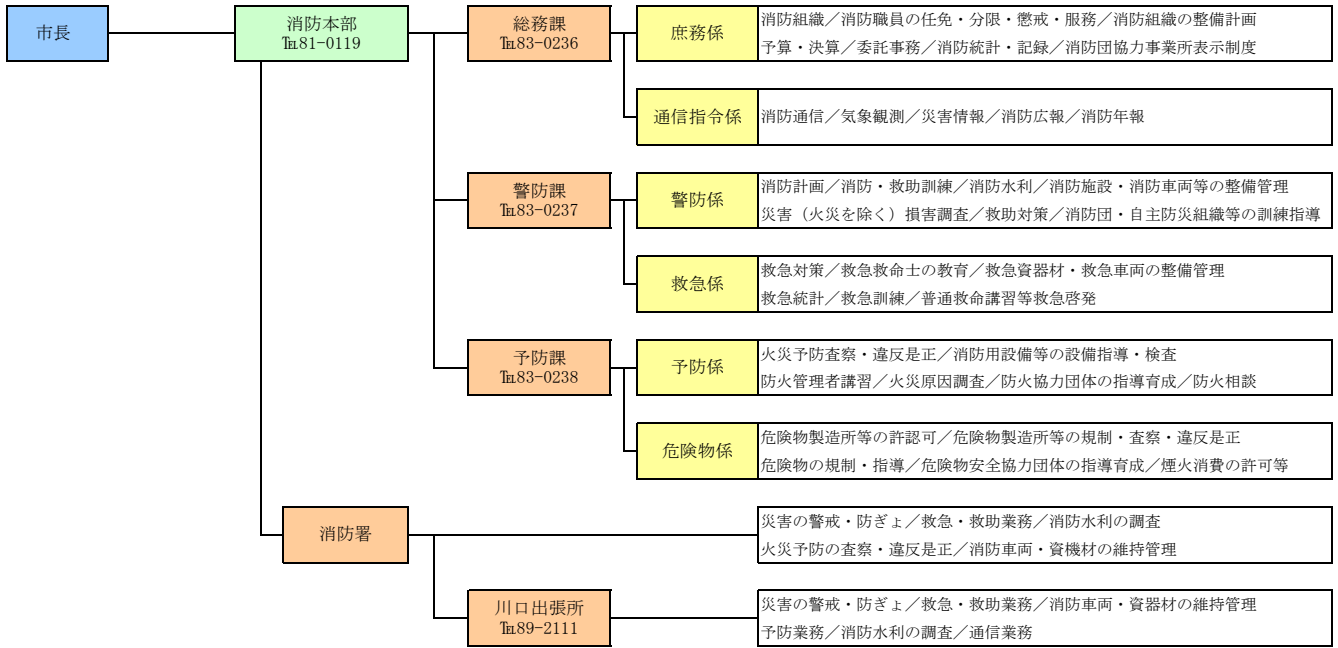 市長
消防本部
℡81-0119
総務課
℡83-0236
庶務係
消防組織／消防職員の任免・分限・懲戒・服務／消防組織の整備計画
予算・決算／委託事務／消防統計・記録／消防団協力事業所表示制度
通信指令係
消防通信／気象観測／災害情報／消防広報／消防年報
警防課
℡83-0237
警防係
消防計画／消防・救助訓練／消防水利／消防施設・消防車両等の整備管理
災害（火災を除く）損害調査／救助対策／消防団・自主防災組織等の訓練指導
救急係
救急対策／救急救命士の教育／救急資器材・救急車両の整備管理
救急統計／救急訓練／普通救命講習等救急啓発
予防課
℡83-0238
予防係
火災予防査察・違反是正／消防用設備等の設備指導・検査
防火管理者講習／火災原因調査／防火協力団体の指導育成／防火相談
危険物係
危険物製造所等の許認可／危険物製造所等の規制・査察・違反是正
危険物の規制・指導／危険物安全協力団体の指導育成／煙火消費の許可等
消防署
災害の警戒・防ぎょ／救急・救助業務／消防水利の調査
火災予防の査察・違反是正／消防車両・資機材の維持管理
川口出張所
℡89-2111
災害の警戒・防ぎょ／救急・救助業務／消防車両・資器材の維持管理
予防業務／消防水利の調査／通信業務